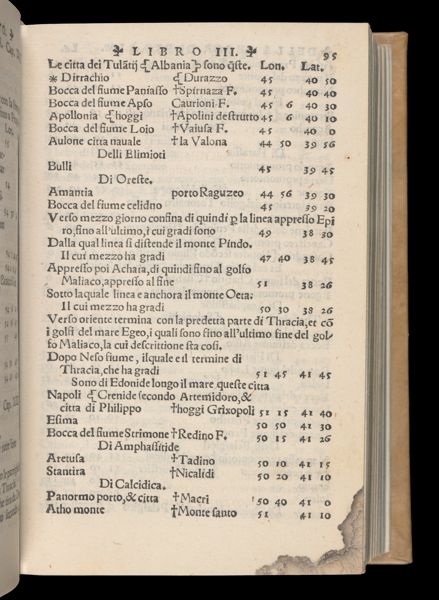 LIBRO III. 95
Le citta dei Tulātij ꝗ Albania ꝑ sono q̃ste. Lon. Lat.
* Dirrachio ꝗ Durazzo 45 40 50
Bocca del fiume Paniasso †Spirnaza F. 45 40 40
Bocca del fiume Apso Caurioni F. 45 6 40 30
Apollonia ꝗ hoggi †Apolini destrutto 45 6 40 10
Bocca del fiume Loio †Vaiusa F. 45 40 0
Aulone citta nauale †la Valona 44 50 39 56
Delli Elimioti
Bulli 45 39 45
Di Oreste.
Amantia porto Raguzeo 44 56 39 30
Bocca del fiume celidno 45 39 20
Verso mezzo giorno confina di quindi ꝑ la linea appresso Epi
ro, fino all'ultimo, i cui gradi sono 49 38 30
Dalla qual linea si distende il monte Pindo.
Il cui mezzo ha gradi 47 40 38 45
Appresso poi Achaia, di quindi fino al golfo
Maliaco, appresso al fine 51 38 26
Sotto la quale linea e anchora il monte Oeta:
Il cui mezzo ha gradi 50 30 38 26
Verso oriente termina con la predetta parte di Thracia, et cō
i golfi del mare Egeo, i quali sono fino all'ultimo fine del gol-
fo Maliaco, la cui descrittione sta cosi.
Dopo Neso fiume, il quale e il termine di
Thracia, che ha gradi 51 45 41 45
Sono di Edonide longo il mare queste citta
Napoli ꝗ Crenide secondo Artemidoro, &
citta di Philippo †hoggi Grixopoli 51 15 41 40
Esima 50 50 41 30
Bocca del fiume Strimone †Redino F. 50 15 41 26
Di Amphassitide
Aretusa †Tadino 50 10 41 15
Stantira †Nicalidi 50 20 41 10
Di Calcidica.
Panormo porto, & citta †Macri 50 40 41 0
Atho monte †Monte santo 51 41 10